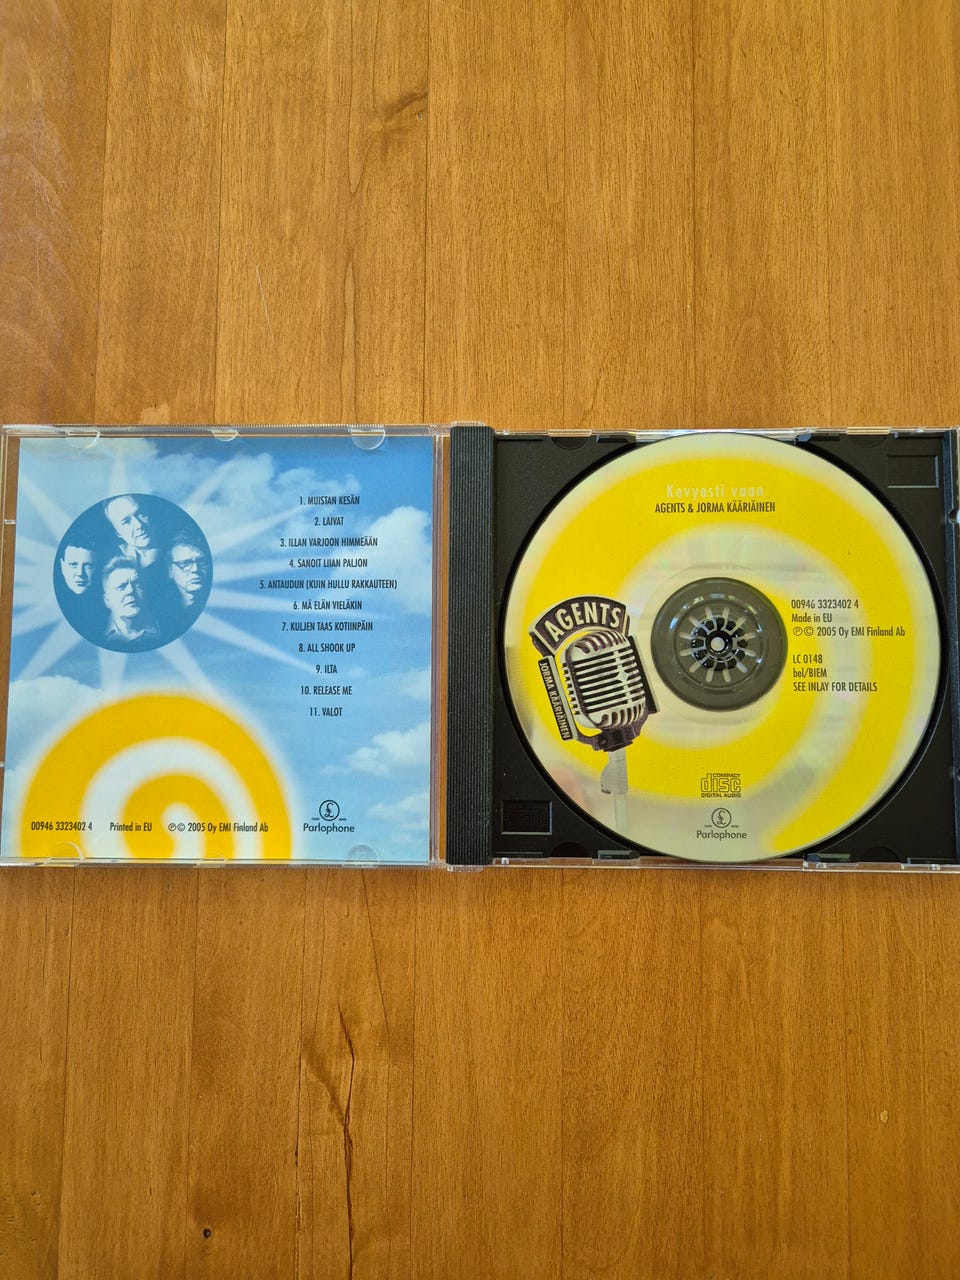 1. MUISTAN KESÄN
2. LAIVAT
3. ILLAN VARJOON HIMMEÄÄN
4. SANOIT LIIAN PALJON
5. ANTAUDUN (KUIN HULLU RAKKAUTEEN)
6. MÄ ELÄN VIELÄKIN
7. KULJEN TAAS KOTIINPÄIN
8. ALL SHOOK UP
9. ILTA
10. RELEASE ME
11. VALOT
00946 3323402 4 Printed in EU ℗© 2005 Oy EMI Finland Ab
TRADE £ MARK
Parlophone
Kevyesti vaan
AGENTS & JORMA KÄÄRIÄINEN
AGENTS
JORMA KÄÄRIÄINEN
00946 3323402 4
Made in EU
℗© 2005 Oy EMI Finland Ab
LC 0148
bel/BIEM
SEE INLAY FOR DETAILS
COMPACT
disc
DIGITAL AUDIO
TRADE £ MARK
Parlophone